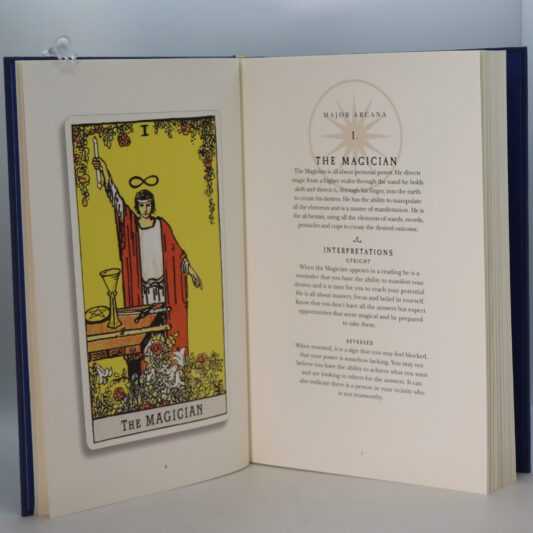 I
THE MAGICIAN
MAJOR ARCANA
1.
THE MAGICIAN
The Magician is all about personal power. He directs
magic from a higher realm through the wand he holds
aloft and directs it, through his finger, into the earth
to create his desires. He has the ability to manipulate
all the elements and is a master of manifestation. He is
the alchemist, using all the elements of wands, swords,
pentacles and cups to create the desired outcome.
INTERPRETATIONS
UPRIGHT
When the Magician appears in a reading he is a
reminder that you have the ability to manifest your
desires and it is time for you to reach your potential.
He is all about mastery, focus and belief in yourself.
Know that you don't have all the answers but expect
opportunities that seem magical and be prepared
to take them.
REVERSED
When reversed, it is a sign that you may feel blocked,
that your power is somehow lacking. You may not
believe you have the ability to achieve what you want
and are looking to others for the answers. It can
also indicate there is a person in your vicinity who
is not trustworthy.
7